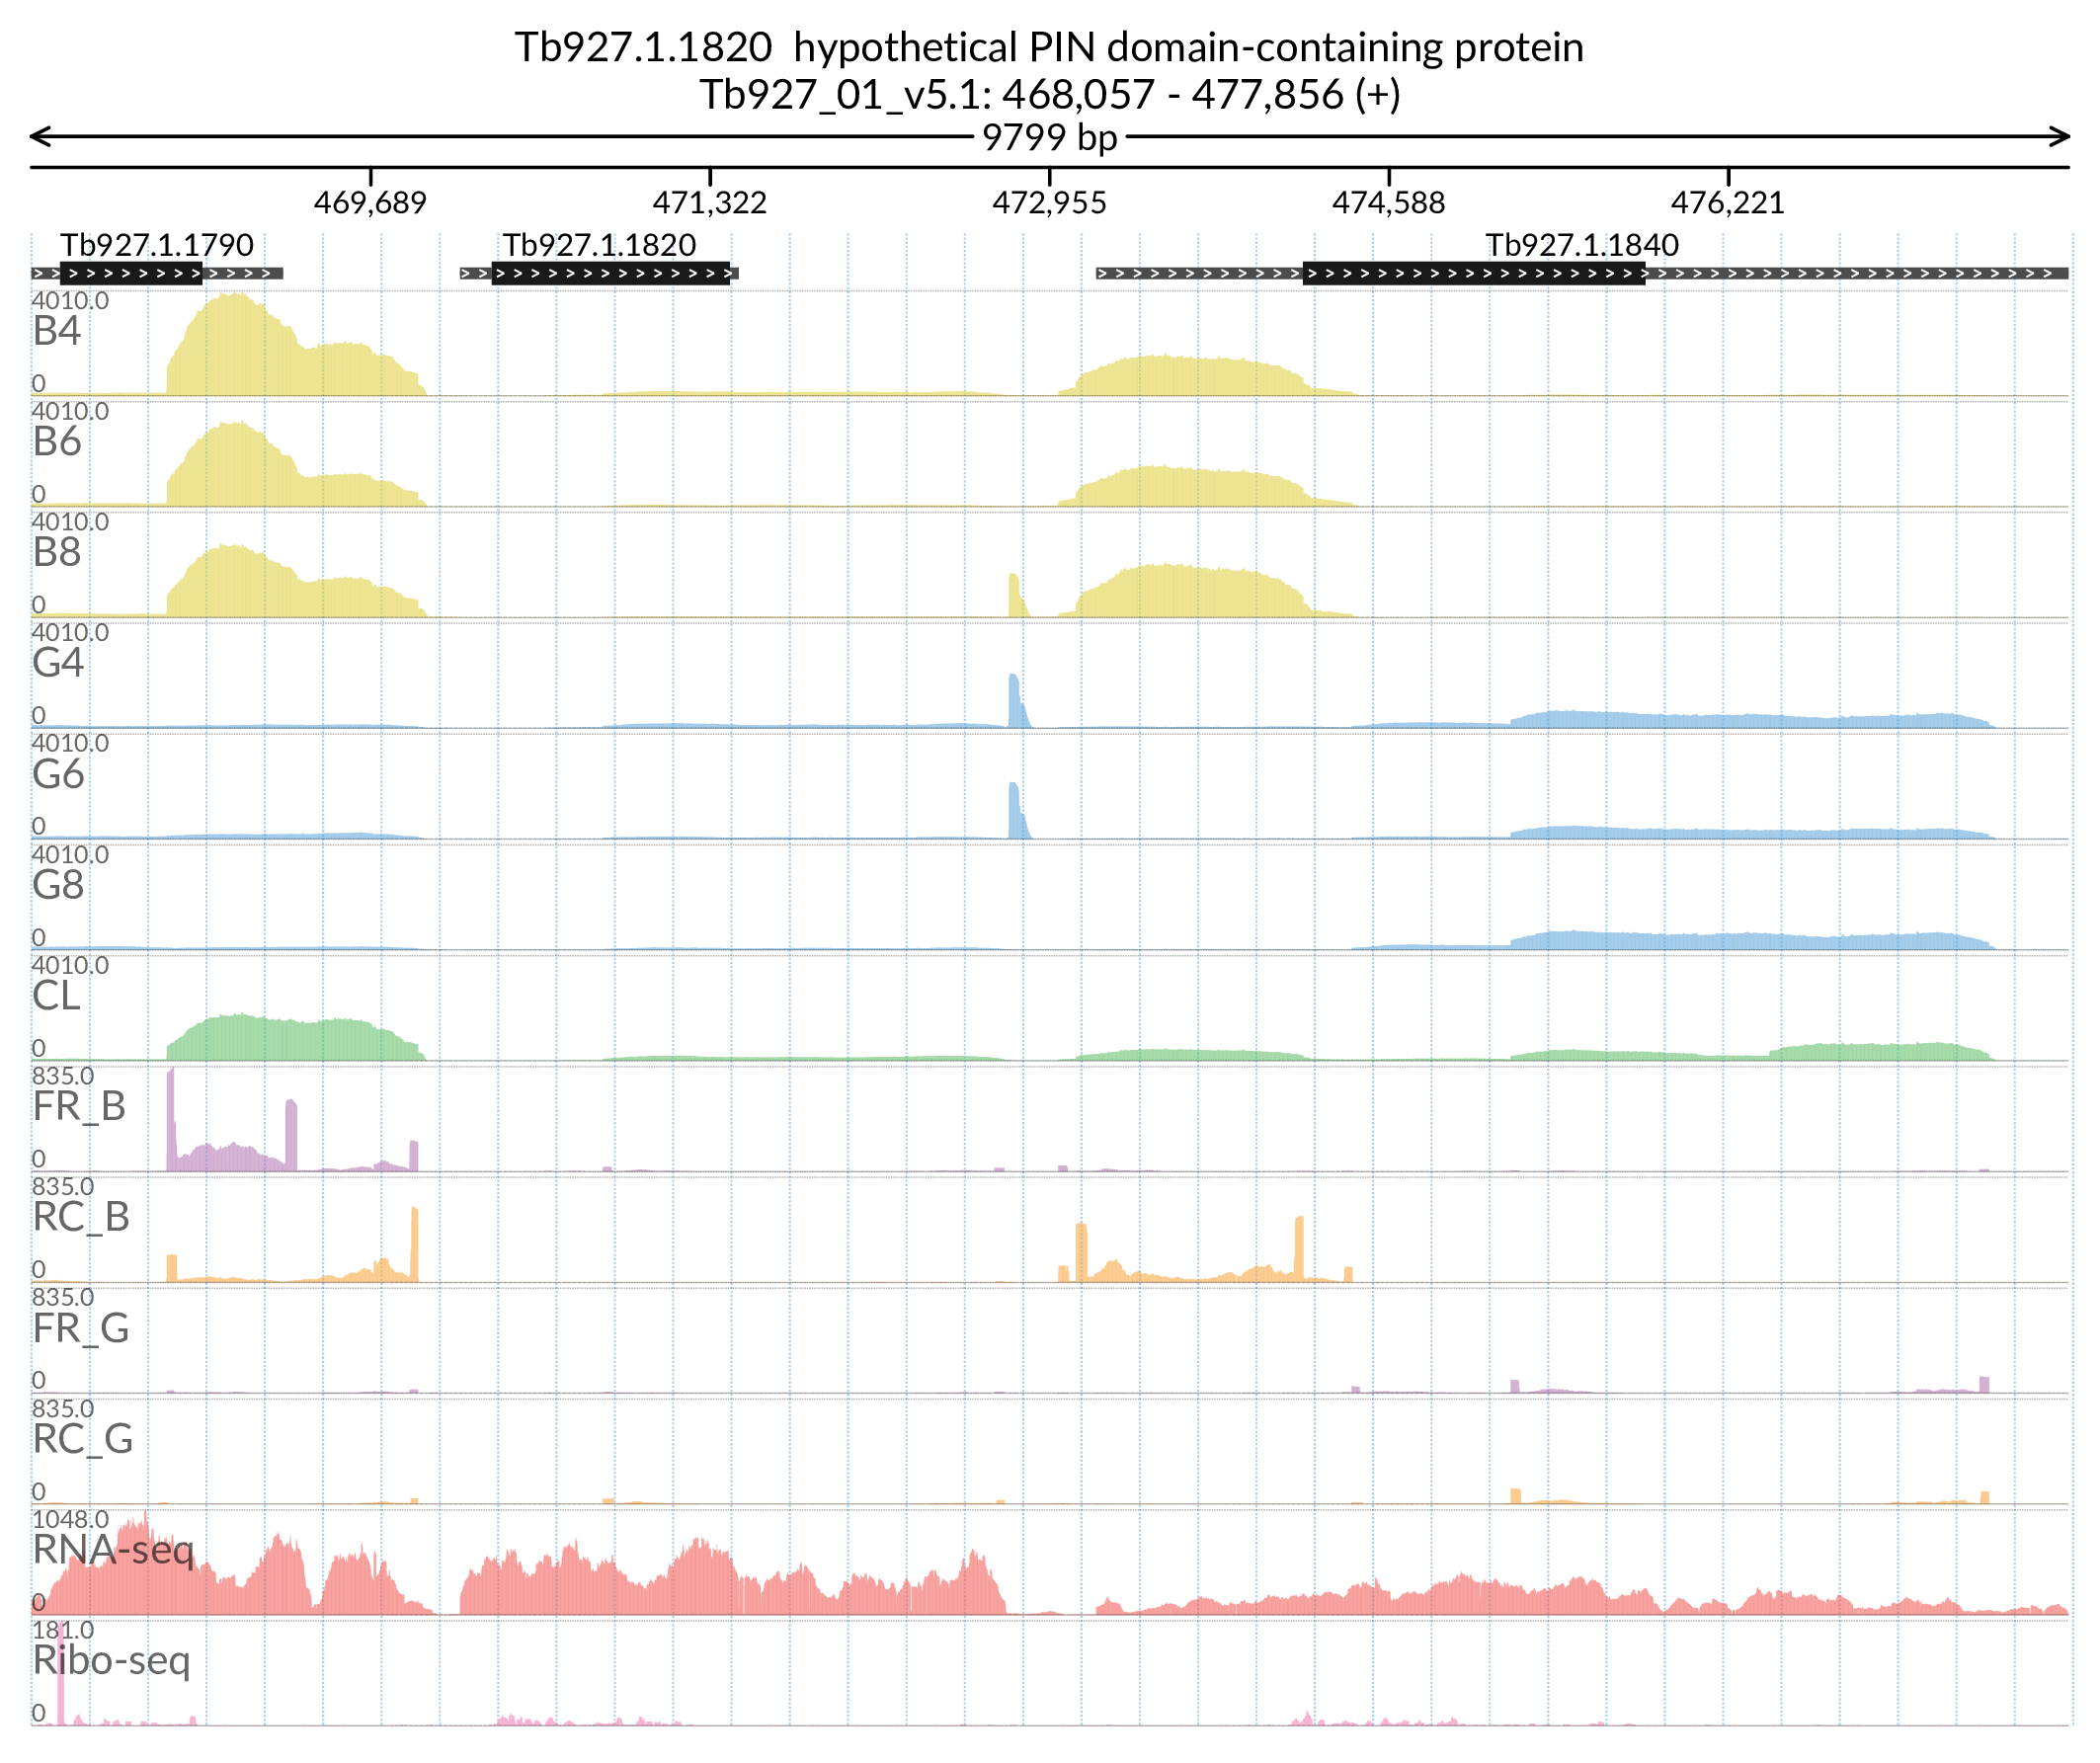 Tb927.1.1820 hypothetical PIN domain-containing protein
Tb927_01_v5.1: 468,057 - 477,856 (+)
9799 bp
469,689 471,322 472,955 474,588 476,221
Tb927.1.1790 Tb927.1.1820 Tb927.1.1840
4010.0
B4
0
4010.0
B6
0
4010.0
B8
0
4010.0
G4
0
4010.0
G6
0
4010.0
G8
0
4010.0
CL
0
835.0
FR_B
0
835.0
RC_B
0
835.0
FR_G
0
835.0
RC_G
0
1048.0
RNA-seq
0
181.0
Ribo-seq
0